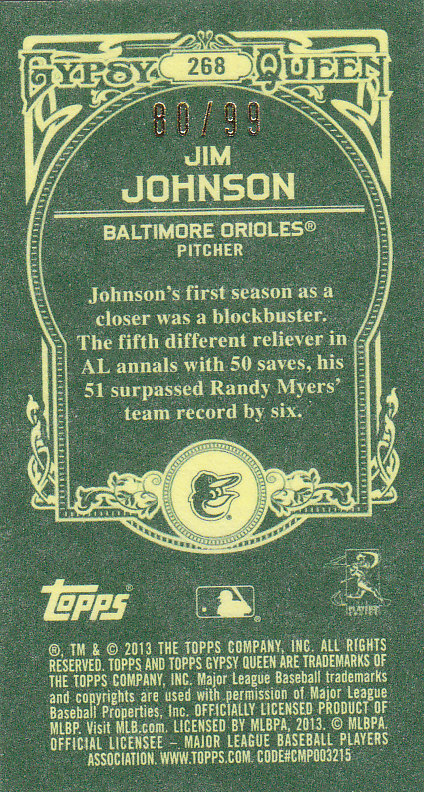 GYPSY 268 QUEEN
80/99
JIM
JOHNSON
BALTIMORE ORIOLES®
PITCHER
Johnson's first season as a
closer was a blockbuster.
The fifth different reliever in
AL annals with 50 saves, his
51 surpassed Randy Myers'
team record by six.
topps®
®, TM & © 2013 THE TOPPS COMPANY, INC. ALL RIGHTS
RESERVED. TOPPS AND TOPPS GYPSY QUEEN ARE TRADEMARKS OF
THE TOPPS COMPANY, INC. Major League Baseball trademarks
and copyrights are used with permission of Major League
Baseball Properties, Inc. OFFICIALLY LICENSED PRODUCT OF
MLBP. Visit MLB.com. LICENSED BY MLBPA, 2013. © MLBPA.
OFFICIAL LICENSEE – MAJOR LEAGUE BASEBALL PLAYERS
ASSOCIATION. WWW.TOPPS.COM. CODE#CMP003215